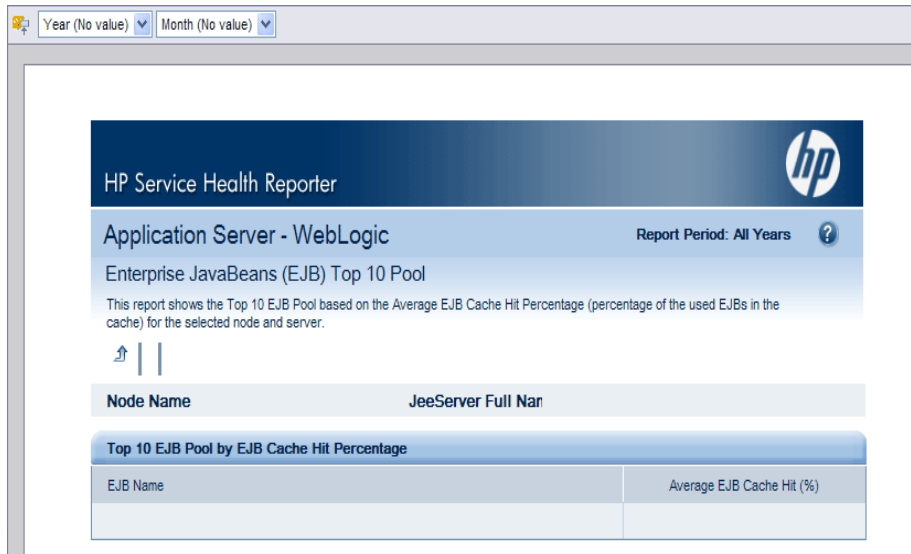 Year (No value) Month (No value)
hp
HP Service Health Reporter
Application Server - WebLogic Report Period: All Years ?
Enterprise JavaBeans (EJB) Top 10 Pool
This report shows the Top 10 EJB Pool based on the Average EJB Cache Hit Percentage (percentage of the used EJBs in the
cache) for the selected node and server.
Node Name JeeServer Full Nan
Top 10 EJB Pool by EJB Cache Hit Percentage
EJB Name Average EJB Cache Hit (%)